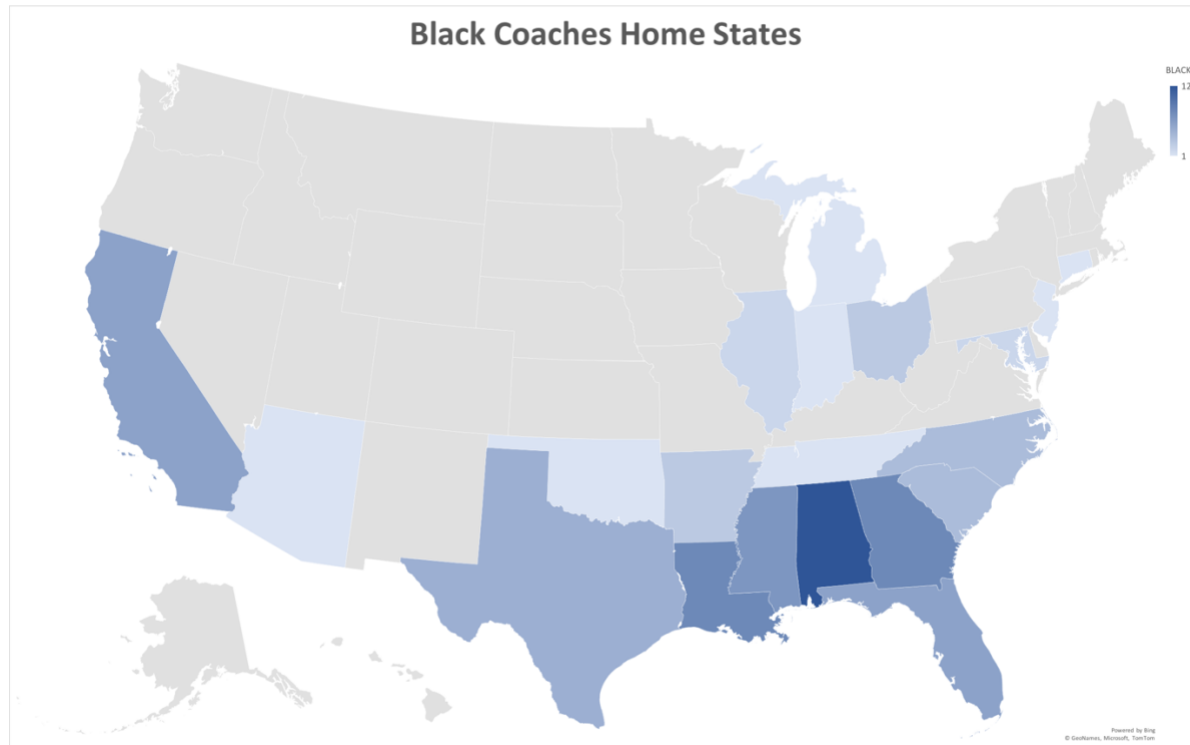 Black Coaches Home States
BLACK
12
1
Powered by Bing
© GeoNames, Microsoft, TomTom